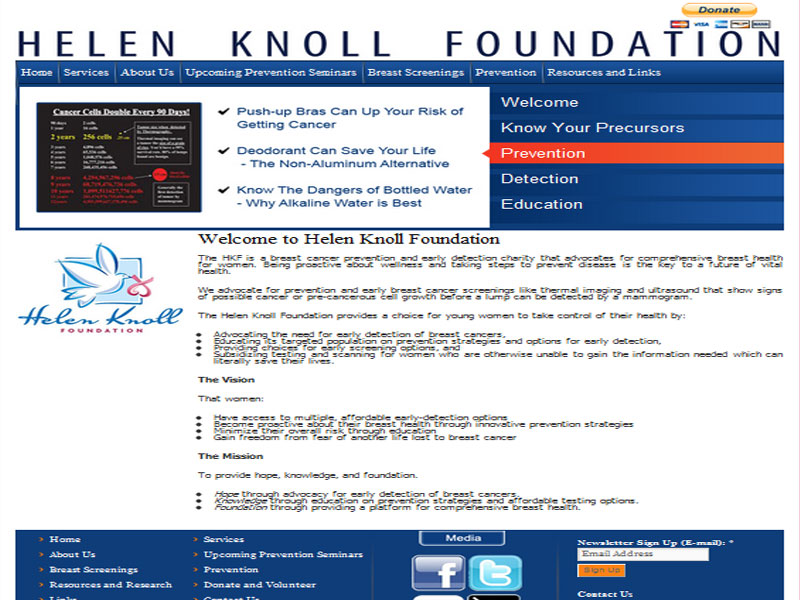 Donate
VISA
HELEN KNOLL FOUNDATION
Home
Services
About Us
Upcoming Prevention Seminars
Breast Screenings
Prevention
Resources and Links
Cancer Cells Double Every 90 Days!
2 years 256 cells
Push-up Bras Can Up Your Risk of
Getting Cancer
Deodorant Can Save Your Life
- The Non-Aluminum Alternative
Know The Dangers of Bottled Water
- Why Alkaline Water is Best
Welcome
Know Your Precursors
Prevention
Detection
Education
Helen Knoll
FOUNDATION
Welcome to Helen Knoll Foundation
The HKF is a breast cancer prevention and early detection charity that advocates for comprehensive breast health
for women. Being proactive about wellness and taking steps to prevent disease is the key to a future of vital
health.
We advocate for prevention and early breast cancer screenings like thermal imaging and ultrasound that show signs
of possible cancer or pre-cancerous cell growth before a lump can be detected by a mammogram.
The Helen Knoll Foundation provides a choice for young women to take control of their health by:
Advocating the need for early detection of breast cancers,
Educating its targeted population on prevention strategies and options for early detection,
Providing choices for early screening options, and
Subsidizing testing and scanning for women who are otherwise unable to gain the information needed which can
literally save their lives.
The Vision
That women:
Have access to multiple, affordable early-detection options
Become proactive about their breast health through innovative prevention strategies
Minimize their overall risk through education
Gain freedom from fear of another life lost to breast cancer
The Mission
To provide hope, knowledge, and foundation.
Hope through advocacy for early detection of breast cancers.
Knowledge through education on prevention strategies and affordable testing options.
Foundation through providing a platform for comprehensive breast health.
Home
About Us
Breast Screenings
Resources and Research
Links
Services
Upcoming Prevention Seminars
Prevention
Donate and Volunteer
Contact Us
Media
Newsletter Sign Up (E-mail): *
Email Address
Sign Up
Contact Us